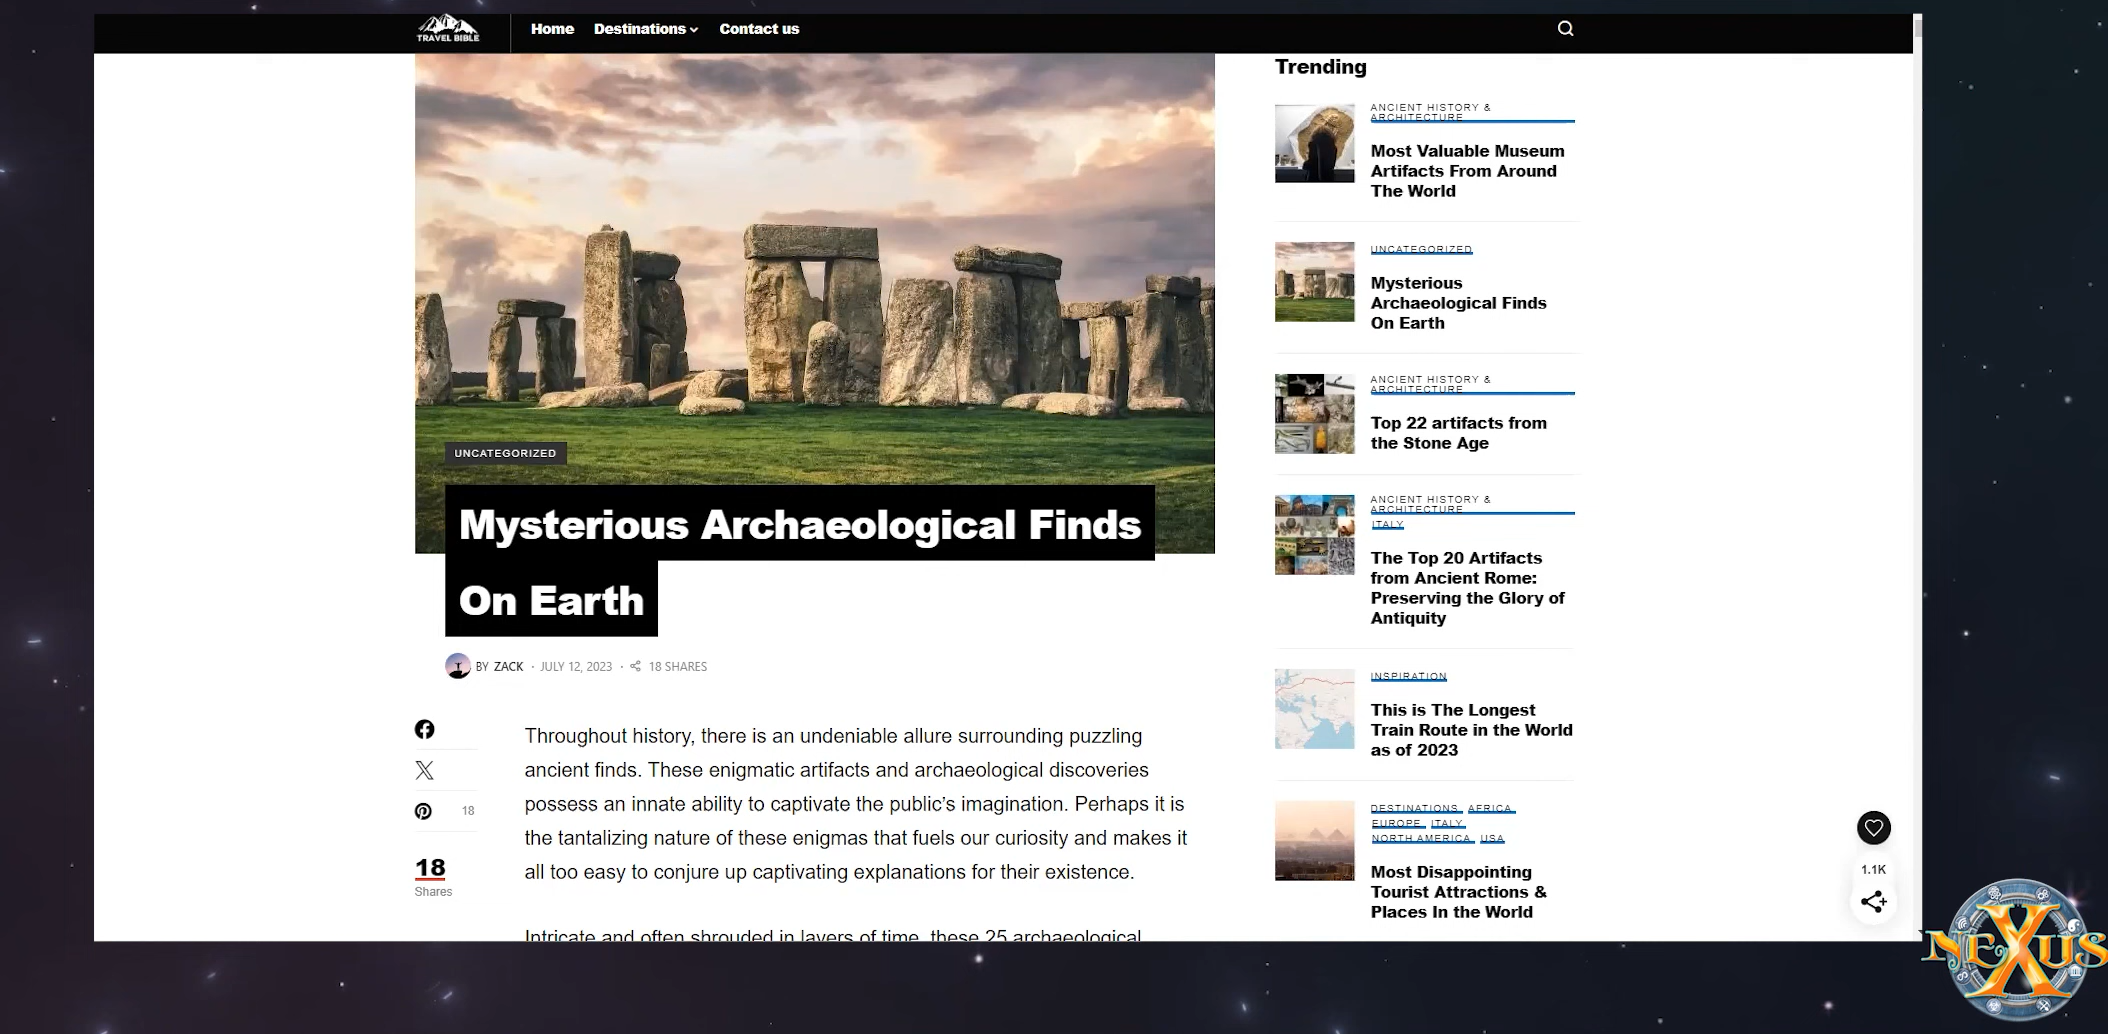 TRAVEL BIBLE
Home Destinations Contact us
UNCATEGORIZED
Mysterious Archaeological Finds
On Earth
BY ZACK · JULY 12, 2023 · 18 SHARES
18
18
Shares
Throughout history, there is an undeniable allure surrounding puzzling
ancient finds. These enigmatic artifacts and archaeological discoveries
possess an innate ability to captivate the public's imagination. Perhaps it is
the tantalizing nature of these enigmas that fuels our curiosity and makes it
all too easy to conjure up captivating explanations for their existence.
Intricate and often shrouded in layers of time, these 25 archaeological
Trending
ANCIENT HISTORY &
ARCHITECTURE
Most Valuable Museum
Artifacts From Around
The World
UNCATEGORIZED
Mysterious
Archaeological Finds
On Earth
ANCIENT HISTORY &
ARCHITECTURE
Top 22 artifacts from
the Stone Age
ANCIENT HISTORY &
ARCHITECTURE
ITALY
The Top 20 Artifacts
from Ancient Rome:
Preserving the Glory of
Antiquity
INSPIRATION
This is The Longest
Train Route in the World
as of 2023
DESTINATIONS AFRICA
EUROPE ITALY
NORTH AMERICA USA
Most Disappointing
Tourist Attractions &
Places In the World
1.1K
NEXUS